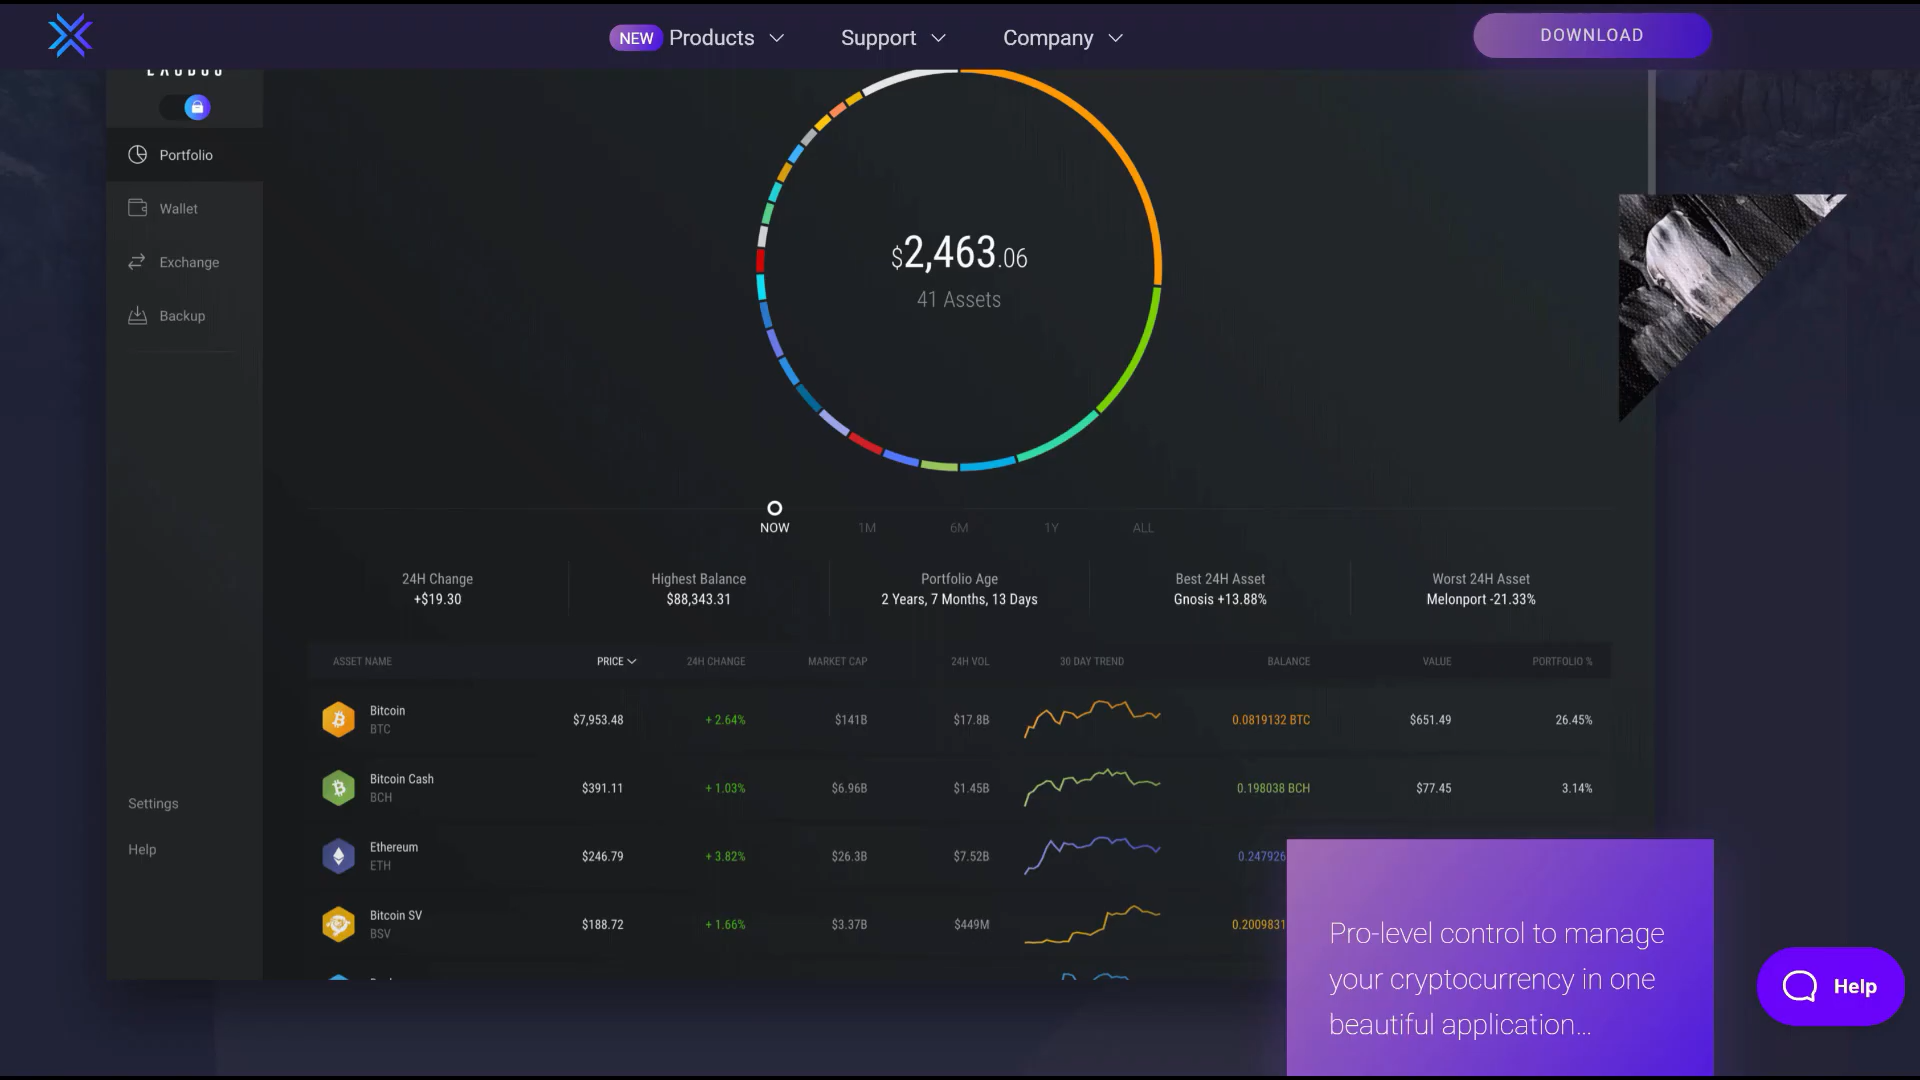 NEW Products Support Company DOWNLOAD
EXODUS
Portfolio
Wallet
Exchange
Backup
Settings
Help
$2,463.06
41 Assets
NOW 1M 6M 1Y ALL
24H Change Highest Balance Portfolio Age Best 24H Asset Worst 24H Asset
+$19.30 $88,343.31 2 Years, 7 Months, 13 Days Gnosis +13.88% Melonport -21.33%
ASSET NAME PRICE 24H CHANGE MARKET CAP 24H VOL 30 DAY TREND BALANCE VALUE PORTFOLIO %
Bitcoin
BTC
$7,953.48 + 2.64% $141B $17.8B 0.0819132 BTC $651.49 26.45%
Bitcoin Cash
BCH
$391.11 + 1.03% $6.96B $1.45B 0.198038 BCH $77.45 3.14%
Ethereum
ETH
$246.79 + 3.82% $26.3B $7.52B 0.247926
Bitcoin SV
BSV
$188.72 + 1.66% $3.37B $449M 0.2009831
Pro-level control to manage
your cryptocurrency in one
beautiful application...
Help